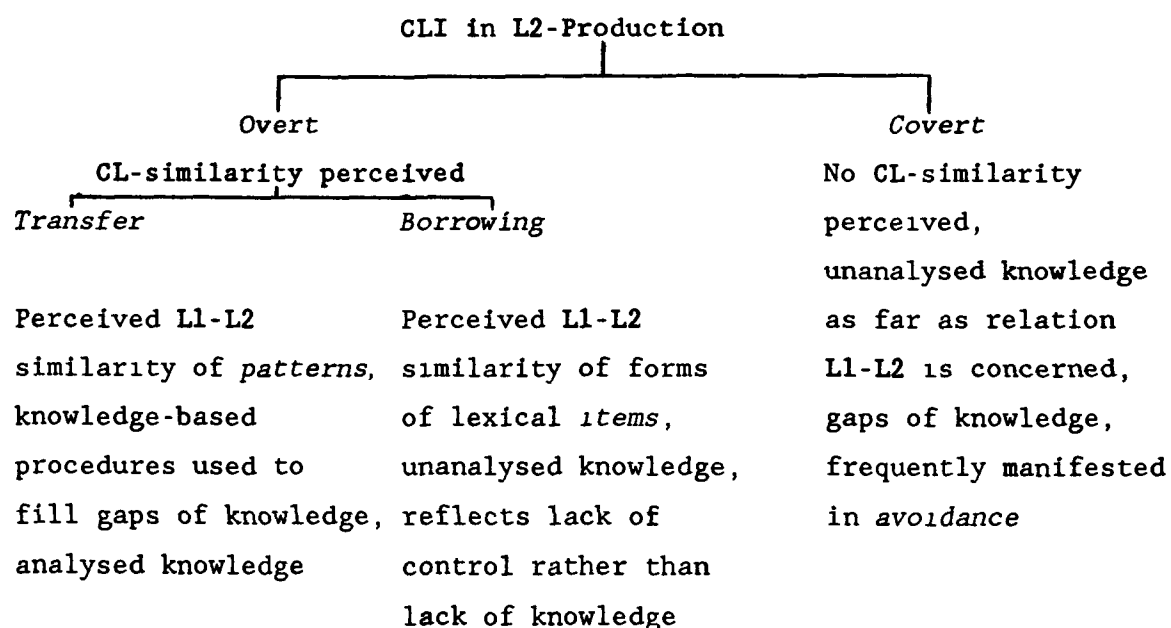 CLI in L2-Production
Overt
CL-similarity perceived
Transfer
Perceived L1-L2
similarity of patterns,
knowledge-based
procedures used to
fill gaps of knowledge,
analysed knowledge
Borrowing
Perceived L1-L2
similarity of forms
of lexical items,
unanalysed knowledge,
reflects lack of
control rather than
lack of knowledge
Covert
No CL-similarity
perceived,
unanalysed knowledge
as far as relation
L1-L2 is concerned,
gaps of knowledge,
frequently manifested
in avoidance